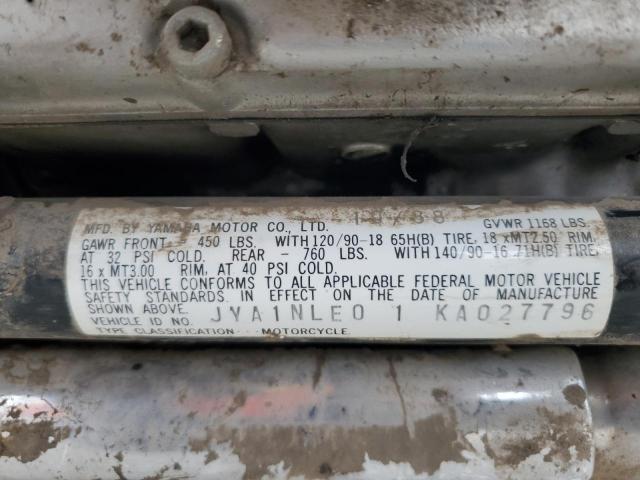 MFD. BY YAMAHA MOTOR CO., LTD. 10/88 GVWR 1168 LBS.
GAWR FRONT - 450 LBS. WITH 120/90-18 65H(B) TIRE, 18 xMT2.50 RIM,
AT 32 PSI COLD. REAR - 760 LBS. WITH 140/90-16 71H(B) TIRE,
16 x MT3.00 RIM, AT 40 PSI COLD.
THIS VEHICLE CONFORMS TO ALL APPLICABLE FEDERAL MOTOR VEHICLE
SAFETY STANDARDS IN EFFECT ON THE DATE OF MANUFACTURE
SHOWN ABOVE.
VEHICLE ID NO. JYA1NLE0 1 KA027796
TYPE CLASSIFICATION MOTORCYCLE.